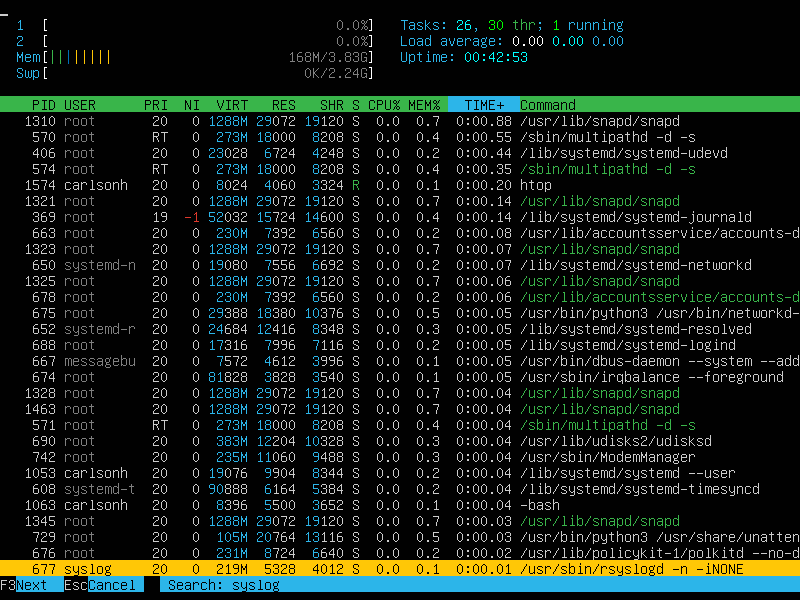 1 [ 0.0%] Tasks: 26, 30 thr; 1 running
2 [ 0.0%] Load average: 0.00 0.00 0.00
Mem[|||||||| 168M/3.83G] Uptime: 00:42:53
Swp[ 0K/2.24G]
PID USER PRI NI VIRT RES SHR S CPU% MEM% TIME+ Command
1310 root 20 0 1288M 29072 19120 S 0.0 0.7 0:00.88 /usr/lib/snapd/snapd
570 root RT 0 273M 18000 8208 S 0.0 0.4 0:00.55 /sbin/multipathd -d -s
406 root 20 0 23028 6724 4248 S 0.0 0.2 0:00.44 /lib/systemd/systemd-udevd
574 root RT 0 273M 18000 8208 S 0.0 0.4 0:00.35 /sbin/multipathd -d -s
1574 carlsonh 20 0 8024 4060 3324 R 0.0 0.1 0:00.20 htop
1321 root 20 0 1288M 29072 19120 S 0.0 0.7 0:00.14 /usr/lib/snapd/snapd
369 root 19 -1 52032 15724 14600 S 0.0 0.4 0:00.14 /lib/systemd/systemd-journald
663 root 20 0 230M 7392 6560 S 0.0 0.2 0:00.08 /usr/lib/accountsservice/accounts-d
1323 root 20 0 1288M 29072 19120 S 0.0 0.7 0:00.07 /usr/lib/snapd/snapd
650 systemd-n 20 0 19080 7556 6692 S 0.0 0.2 0:00.07 /lib/systemd/systemd-networkd
1325 root 20 0 1288M 29072 19120 S 0.0 0.7 0:00.06 /usr/lib/snapd/snapd
678 root 20 0 230M 7392 6560 S 0.0 0.2 0:00.06 /usr/lib/accountsservice/accounts-d
675 root 20 0 29388 18380 10376 S 0.0 0.5 0:00.05 /usr/bin/python3 /usr/bin/networkd-
652 systemd-r 20 0 24684 12416 8348 S 0.0 0.3 0:00.05 /lib/systemd/systemd-resolved
688 root 20 0 17316 7996 7116 S 0.0 0.2 0:00.05 /lib/systemd/systemd-logind
667 messagebu 20 0 7572 4612 3996 S 0.0 0.1 0:00.05 /usr/bin/dbus-daemon --system --add
674 root 20 0 81828 3828 3540 S 0.0 0.1 0:00.05 /usr/sbin/irqbalance --foreground
1328 root 20 0 1288M 29072 19120 S 0.0 0.7 0:00.04 /usr/lib/snapd/snapd
1463 root 20 0 1288M 29072 19120 S 0.0 0.7 0:00.04 /usr/lib/snapd/snapd
571 root RT 0 273M 18000 8208 S 0.0 0.4 0:00.04 /sbin/multipathd -d -s
690 root 20 0 383M 12204 10328 S 0.0 0.3 0:00.04 /usr/lib/udisks2/udisksd
742 root 20 0 235M 11060 9488 S 0.0 0.3 0:00.04 /usr/sbin/ModemManager
1053 carlsonh 20 0 19076 9904 8344 S 0.0 0.2 0:00.04 /lib/systemd/systemd --user
608 systemd-t 20 0 90888 6164 5384 S 0.0 0.2 0:00.04 /lib/systemd/systemd-timesyncd
1063 carlsonh 20 0 8396 5500 3652 S 0.0 0.1 0:00.04 -bash
1345 root 20 0 1288M 29072 19120 S 0.0 0.7 0:00.03 /usr/lib/snapd/snapd
729 root 20 0 105M 20764 13116 S 0.0 0.5 0:00.03 /usr/bin/python3 /usr/share/unatten
676 root 20 0 231M 8724 6640 S 0.0 0.2 0:00.02 /usr/lib/policykit-1/polkitd --no-d
677 syslog 20 0 219M 5328 4012 S 0.0 0.1 0:00.01 /usr/sbin/rsyslogd -n -iNONE
F3Next EscCancel Search: syslog